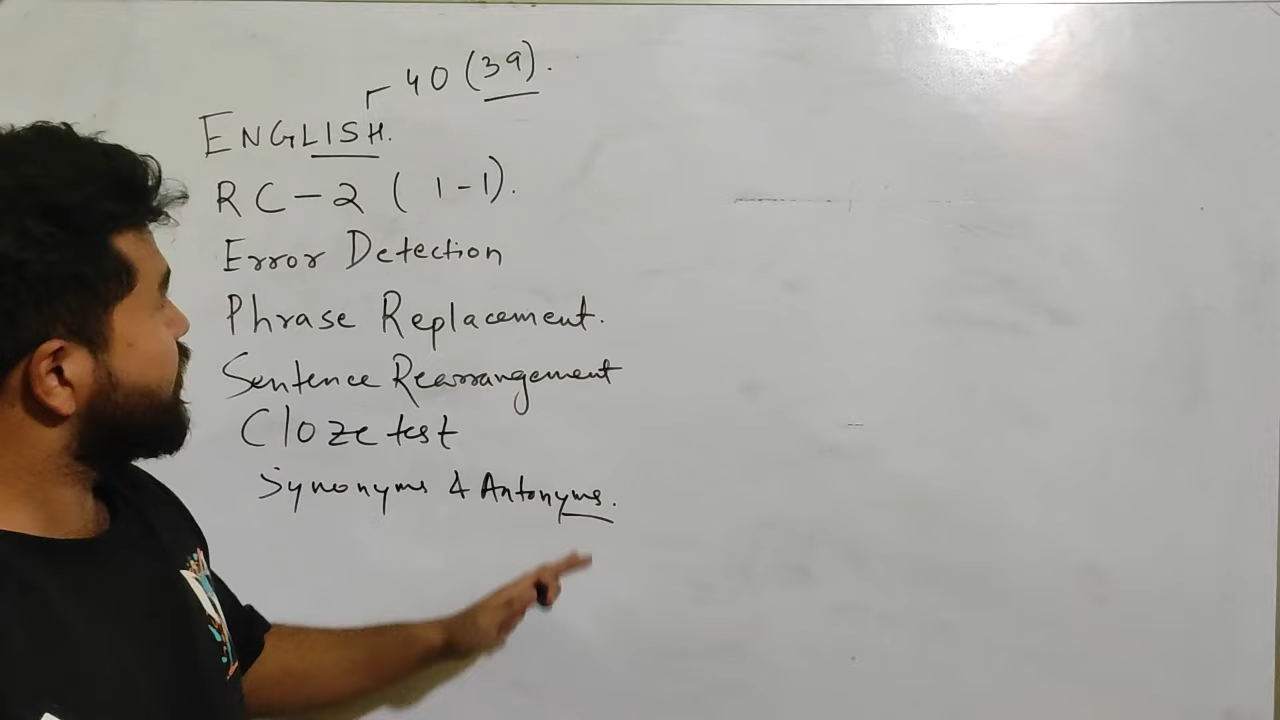 40 (39).
ENGLISH.
RC-2 ( 1-1).
Error Detection
Phrase Replacement.
Sentence Rearrangement
Cloze test
Synonyms & Antonyms.